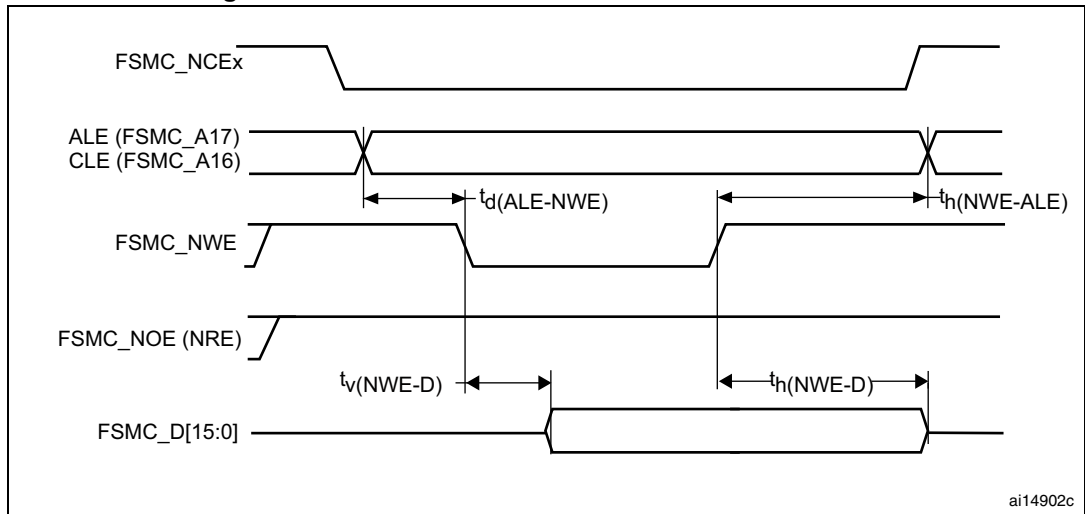 FSMC_NCEx
ALE (FSMC_A17)
CLE (FSMC_A16)
td(ALE-NWE)
th(NWE-ALE)
FSMC_NWE
FSMC_NOE (NRE)
tv(NWE-D)
th(NWE-D)
FSMC_D[15:0]
ai14902c